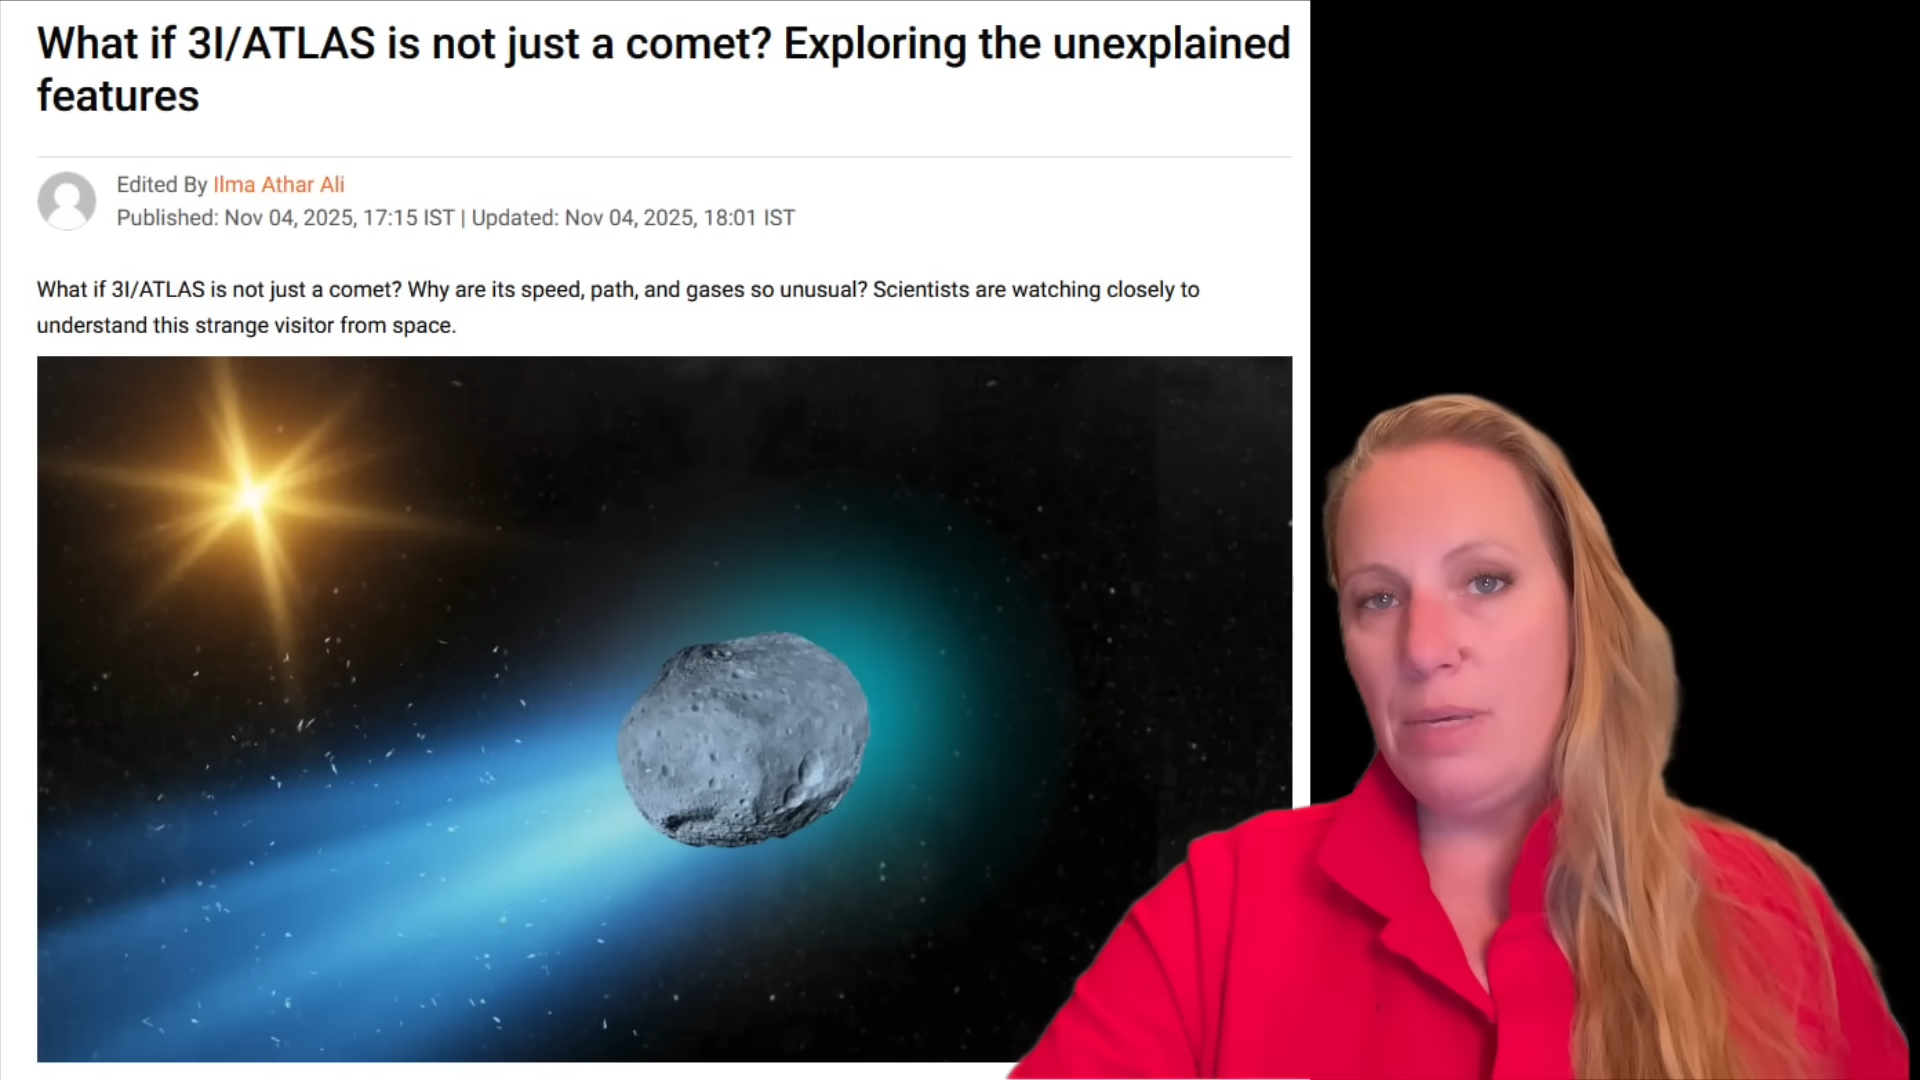 What if 3I/ATLAS is not just a comet? Exploring the unexplained
features
Edited By Ilma Athar Ali
Published: Nov 04, 2025, 17:15 IST | Updated: Nov 04, 2025, 18:01 IST
What if 3I/ATLAS is not just a comet? Why are its speed, path, and gases so unusual? Scientists are watching closely to
understand this strange visitor from space.